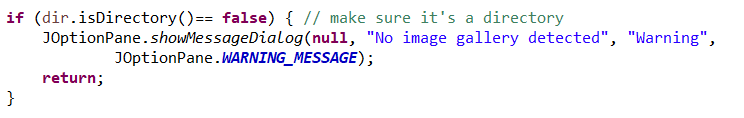 if (dir.isDirectory()== false) { // make sure it's a directory
    JOptionPane.showMessageDialog(null, "No image gallery detected", "Warning",
            JOptionPane.WARNING_MESSAGE);
    return;
}